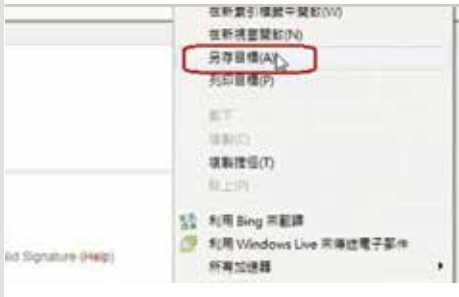 在新索引標籤中開啟(W)
在新視窗開啟(N)
另存目標(A)
列印目標(P)
剪下
複製(C)
複製捷徑(T)
貼上(P)
利用 Bing 來翻譯
利用 Windows Live 來傳送電子郵件
id Signature (Help)
所有加速器